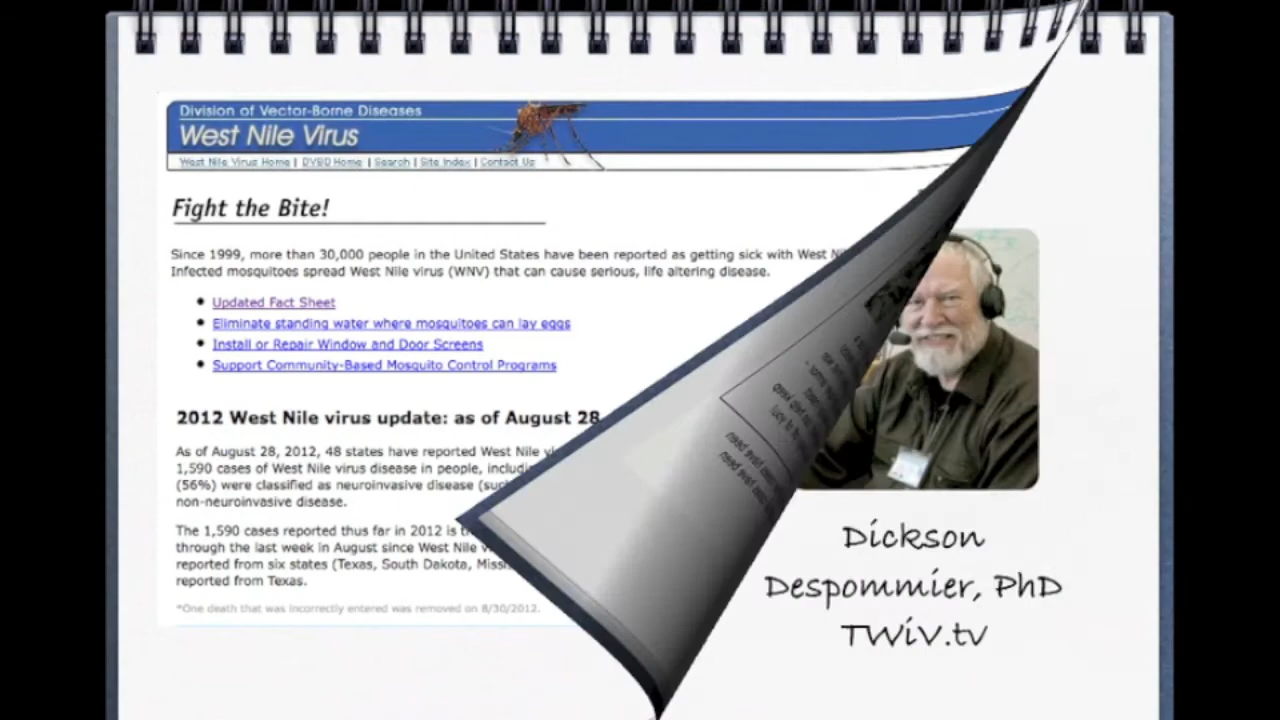 Division of Vector-Borne Diseases
West Nile Virus
West Nile Virus Home | DVBD Home | Search | Site Index | Contact Us
Fight the Bite!
Since 1999, more than 30,000 people in the United States have been reported as getting sick with West
Infected mosquitoes spread West Nile virus (WNV) that can cause serious, life altering disease.
Updated Fact Sheet
Eliminate standing water where mosquitoes can lay eggs
Install or Repair Window and Door Screens
Support Community-Based Mosquito Control Programs
2012 West Nile virus update: as of August 28
As of August 28, 2012, 48 states have reported West Nile
1,590 cases of West Nile virus disease in people,
(56%) were classified as neuroinvasive disease
non-neuroinvasive disease.
The 1,590 cases reported thus far in 2012 is
through the last week in August since West Nile
reported from six states (Texas, South Dakota,
reported from Texas.
*One death that was incorrectly entered was removed on 8/30/2012.
Dickson
Despommier, PhD
TWiV.tv